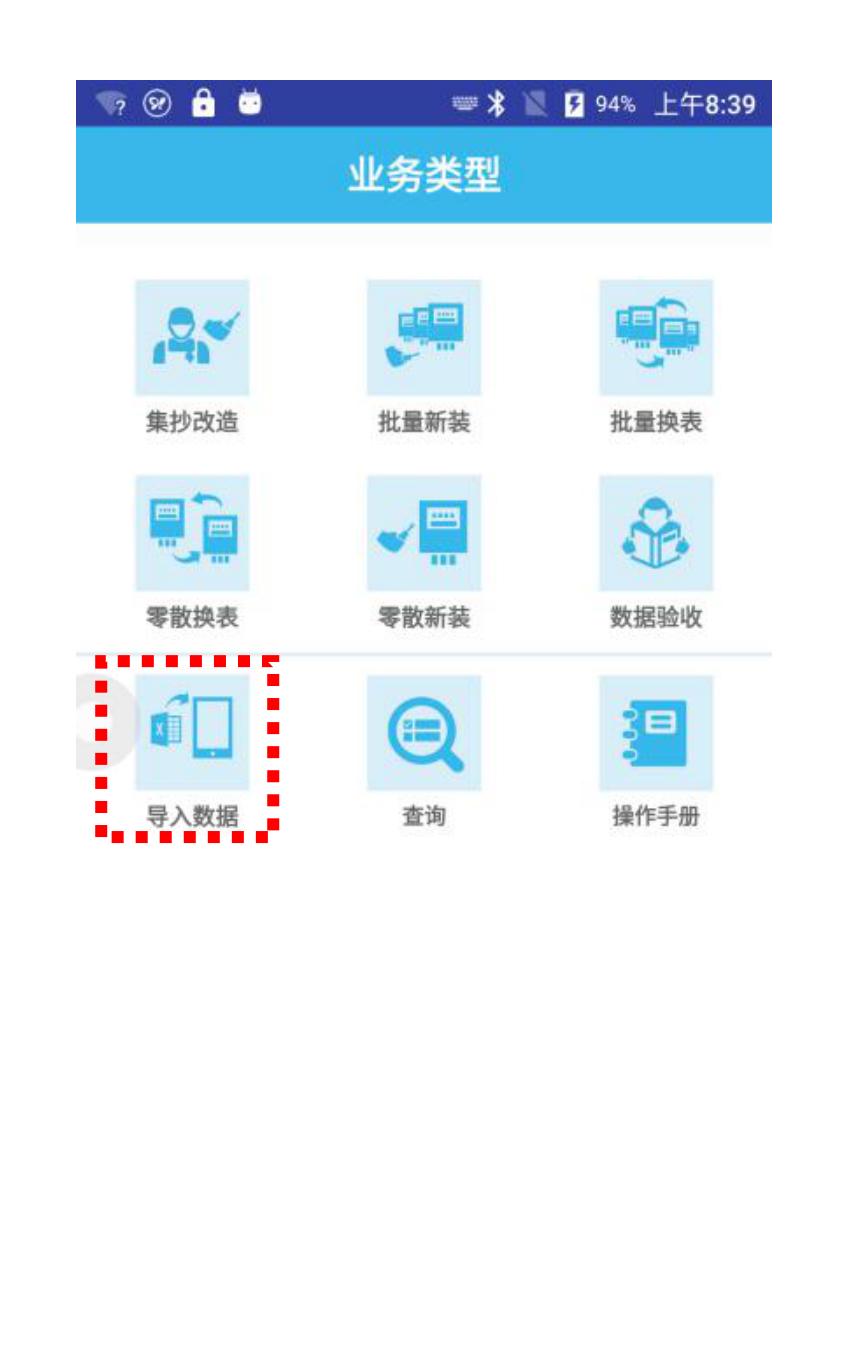 94% 上午8:39
业务类型
集抄改造 批量新装 批量换表
零散换表 零散新装 数据验收
X
导入数据 查询 操作手册